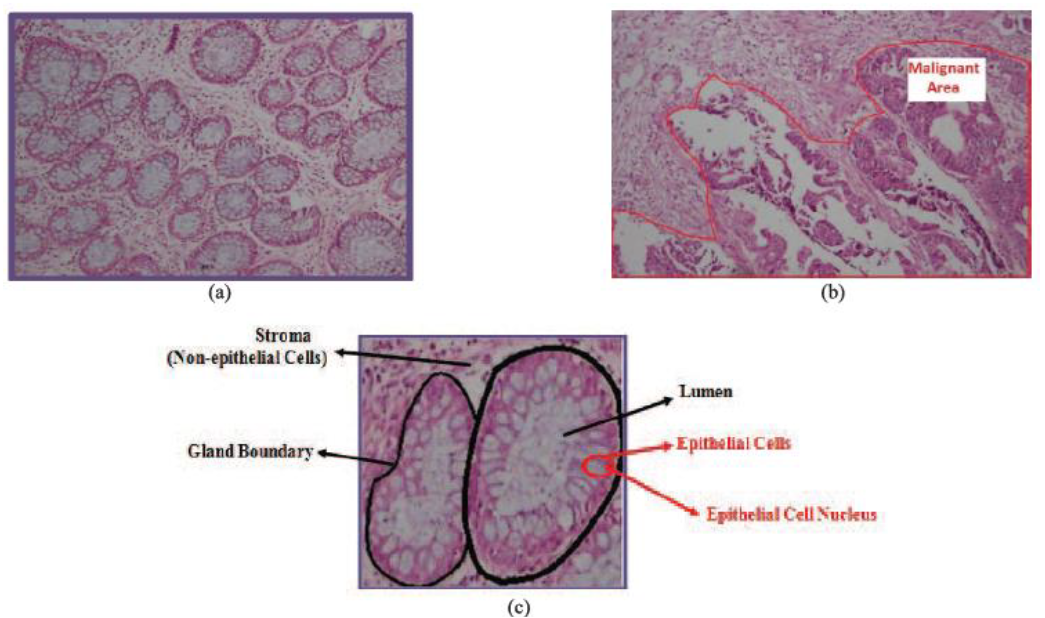 (a)
Malignant
Area
(b)
Stroma
(Non-epithelial Cells)
Lumen
Gland Boundary
Epithelial Cells
Epithelial Cell Nucleus
(c)